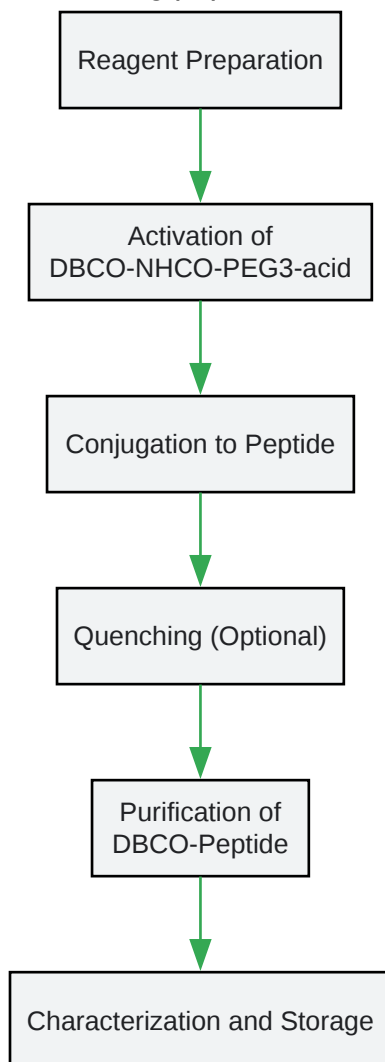 Reagent Preparation
Activation of
DBCO-NHCO-PEG3-acid
Conjugation to Peptide
Quenching (Optional)
Purification of
DBCO-Peptide
Characterization and Storage